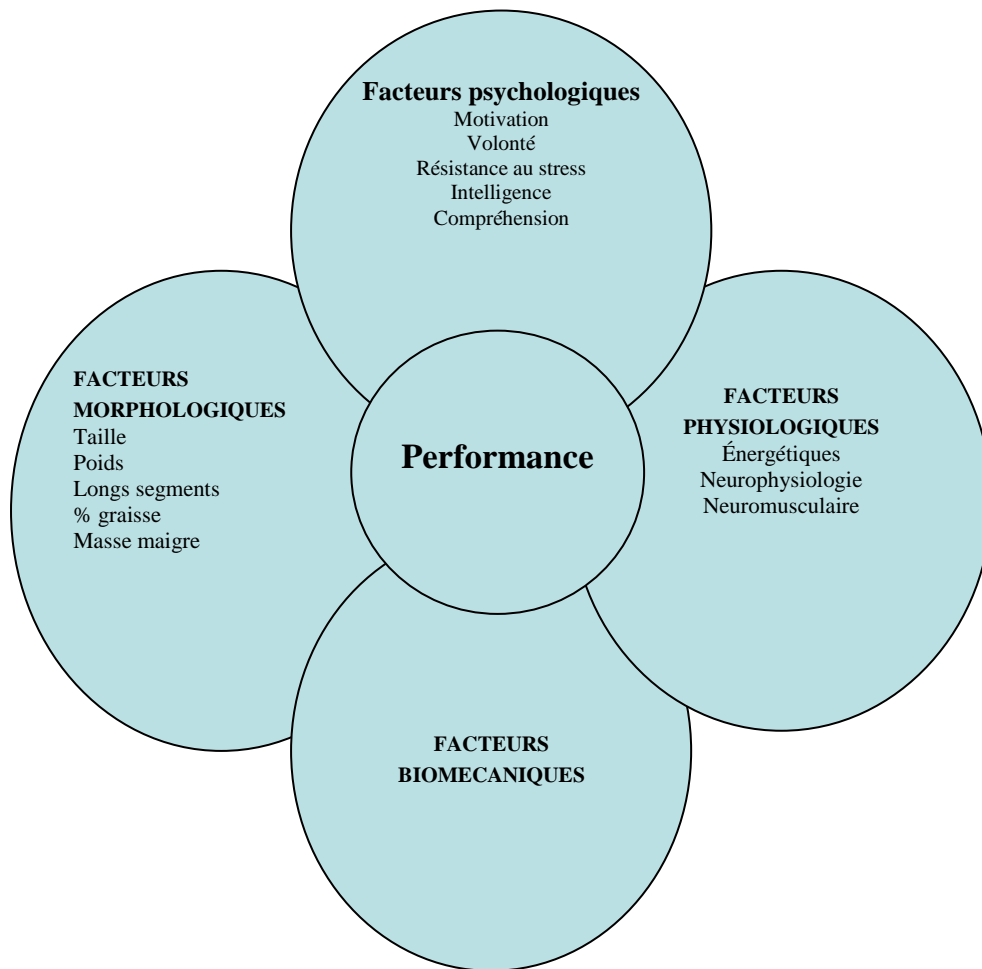 Facteurs psychologiques
Motivation
Volonté
Résistance au stress
Intelligence
Compréhension
FACTEURS
MORPHOLOGIQUES
Taille
Poids
Longs segments
% graisse
Masse maigre
Performance
FACTEURS
PHYSIOLOGIQUES
Énergétiques
Neurophysiologie
Neuromusculaire
FACTEURS
BIOMECANIQUES